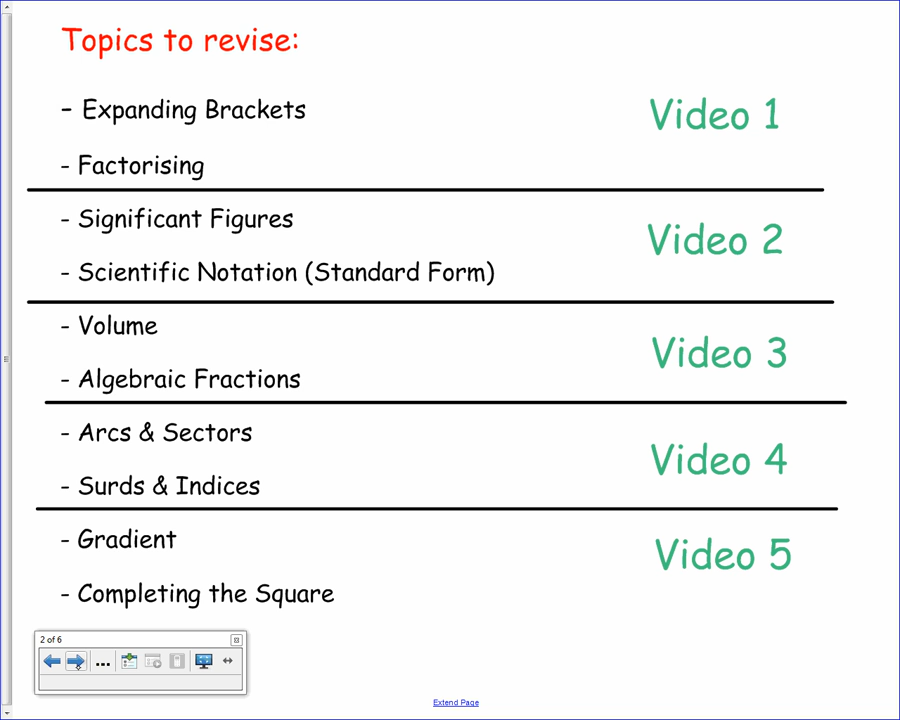 Topics to revise:
- Expanding Brackets
Video 1
- Factorising
- Significant Figures
Video 2
- Scientific Notation (Standard Form)
- Volume
Video 3
- Algebraic Fractions
- Arcs & Sectors
Video 4
- Surds & Indices
- Gradient
Video 5
- Completing the Square
2 of 6
Extend Page